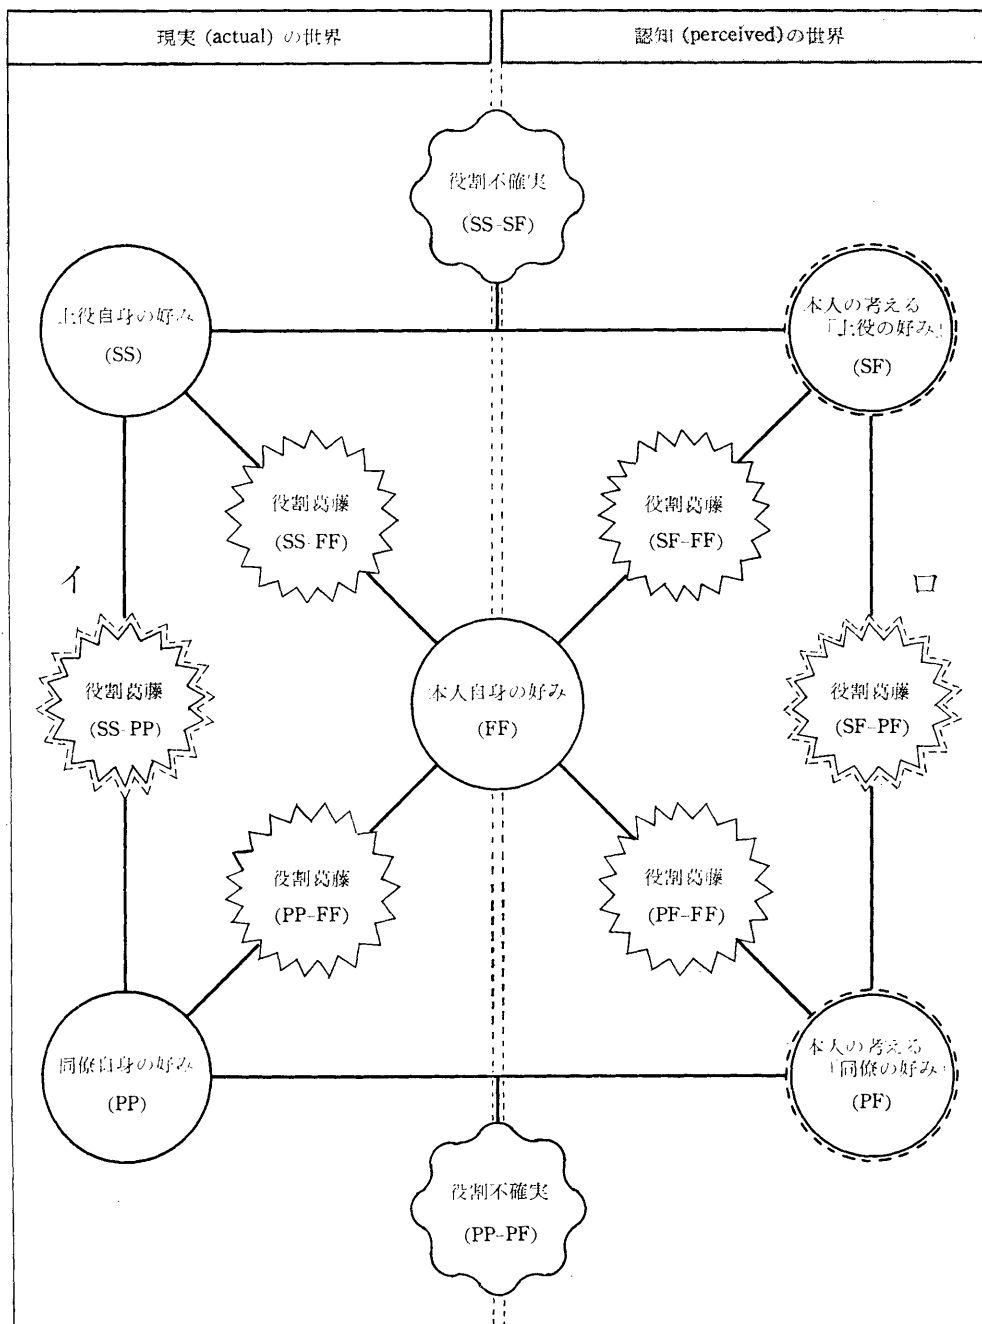 現実 (actual) の世界
認知 (perceived) の世界
役割不確実
(SS-SF)
上役自身の好み
(SS)
本人の考える
「上役の好み」
(SF)
役割葛藤
(SS-FF)
役割葛藤
(SF-FF)
イ
ロ
役割葛藤
(SS-PP)
本人自身の好み
(FF)
役割葛藤
(SF-PF)
役割葛藤
(PP-FF)
役割葛藤
(PF-FF)
同僚自身の好み
(PP)
本人の考える
「同僚の好み」
(PF)
役割不確実
(PP-PF)